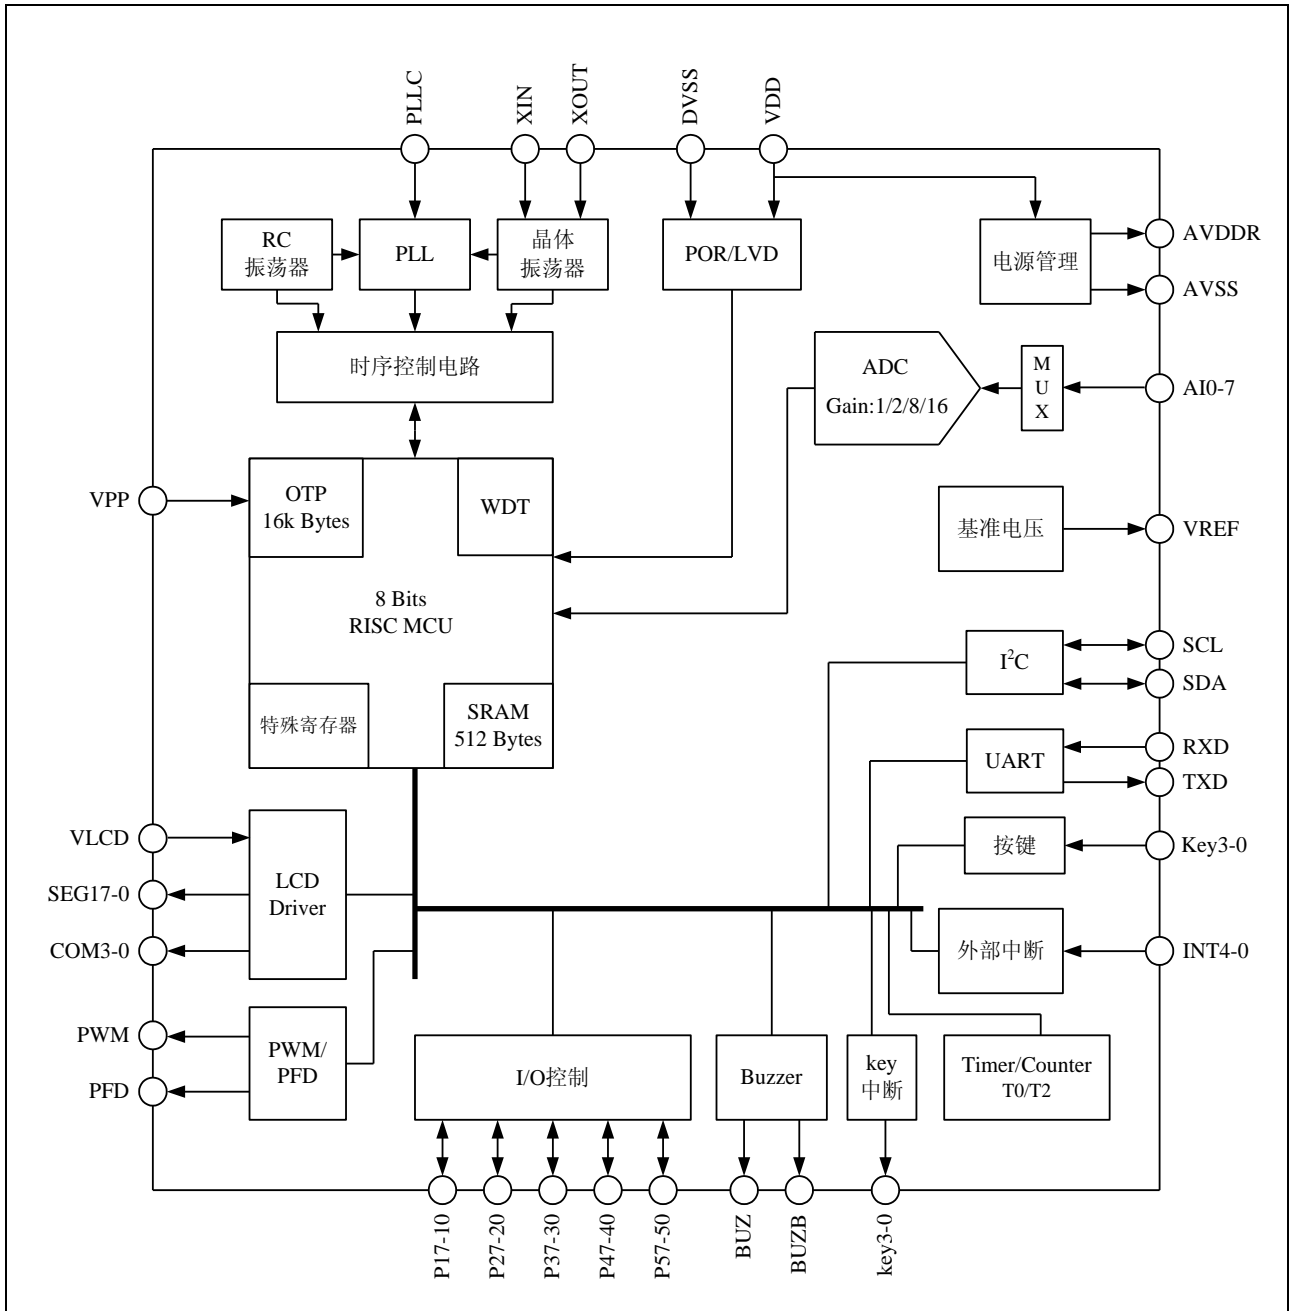 PLLC
XIN
XOUT
DVSS
VDD
RC
振荡器
PLL
晶体
振荡器
POR/LVD
电源管理
AVDDR
AVSS
时序控制电路
ADC
Gain:1/2/8/16
M
U
X
AI0-7
VPP
OTP
16k Bytes
WDT
基准电压
VREF
8 Bits
RISC MCU
I²C
SCL
SDA
特殊寄存器
SRAM
512 Bytes
UART
RXD
TXD
VLCD
SEG17-0
COM3-0
LCD
Driver
按键
Key3-0
外部中断
INT4-0
PWM
PFD
PWM/
PFD
I/O控制
Buzzer
key
中断
Timer/Counter
T0/T2
P17-10
P27-20
P37-30
P47-40
P57-50
BUZ
BUZB
key3-0